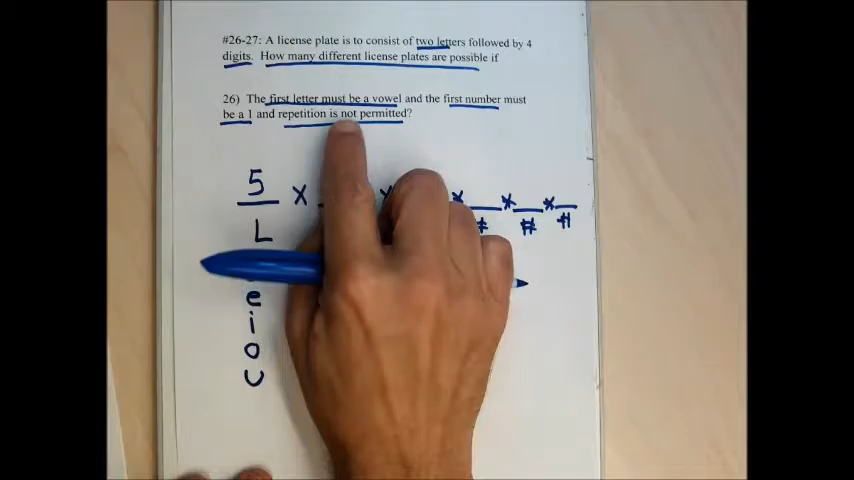 #26-27: A license plate is to consist of two letters followed by 4
digits. How many different license plates are possible if
26) The first letter must be a vowel and the first number must
be a 1 and repetition is not permitted?
5 X * * *
L # # #
e
i
o
U